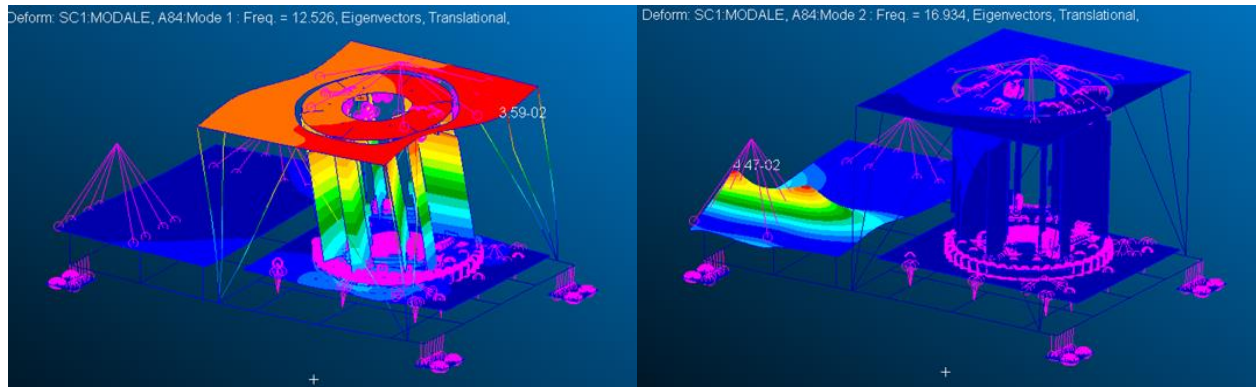 Deform: SC1:MODALE, A84:Mode 1 : Freq. = 12.526, Eigenvectors, Translational,
3.59-02
Deform: SC1:MODALE, A84:Mode 2 : Freq. = 16.934, Eigenvectors, Translational,
4.47-02